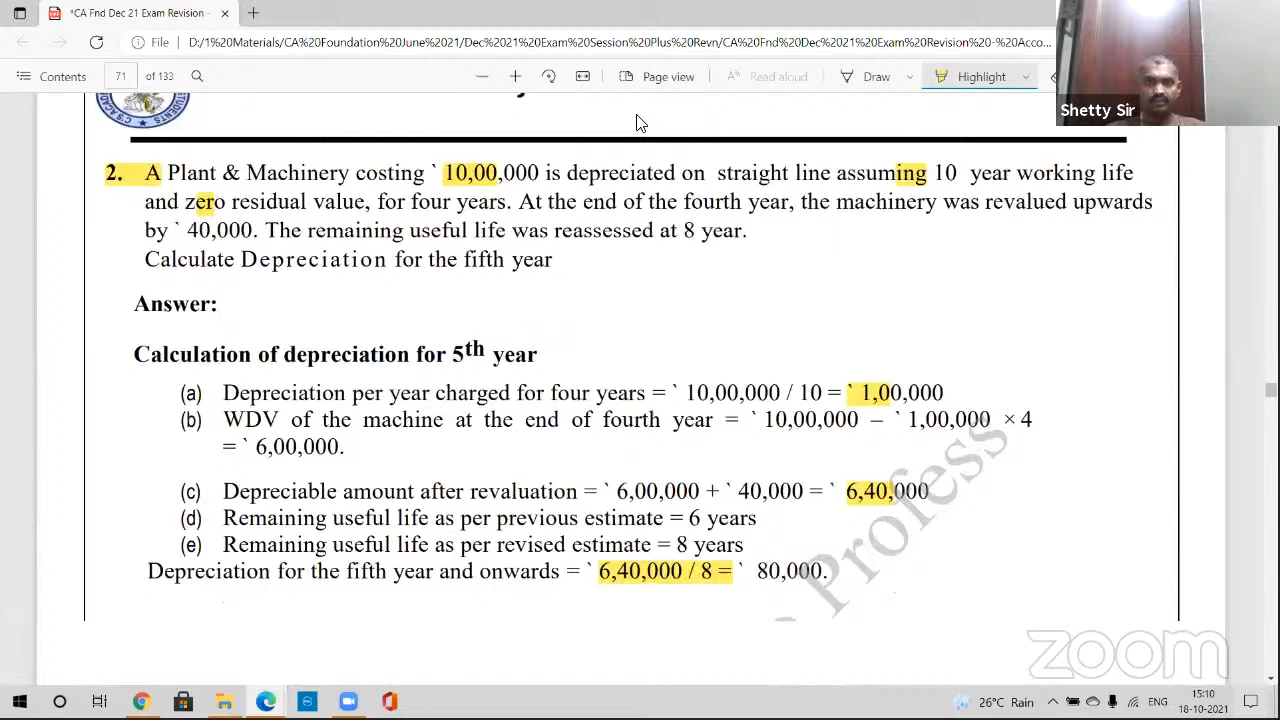 *CA Fnd Dec 21 Exam Revision -
File D:/1%20Materials/CA%20Foundation%20June%2021/Dec%2021%20Exam%20Session%20Plus%20Revn/CA%20Fnd%20Dec%2021%20Exam%20Revision%20-%20Acco...
Contents 71 of 133 Page view Read aloud Draw Highlight
Shetty Sir
2. A Plant & Machinery costing ` 10,00,000 is depreciated on straight line assuming 10 year working life
and zero residual value, for four years. At the end of the fourth year, the machinery was revalued upwards
by ` 40,000. The remaining useful life was reassessed at 8 year.
Calculate Depreciation for the fifth year
Answer:
Calculation of depreciation for 5th year
(a) Depreciation per year charged for four years = ` 10,00,000 / 10 = ` 1,00,000
(b) WDV of the machine at the end of fourth year = ` 10,00,000 – ` 1,00,000 × 4
= ` 6,00,000.
(c) Depreciable amount after revaluation = ` 6,00,000 + ` 40,000 = ` 6,40,000
(d) Remaining useful life as per previous estimate = 6 years
(e) Remaining useful life as per revised estimate = 8 years
Depreciation for the fifth year and onwards = ` 6,40,000 / 8 = ` 80,000.
Profess
zoom
26°C Rain ENG 15:10
18-10-2021